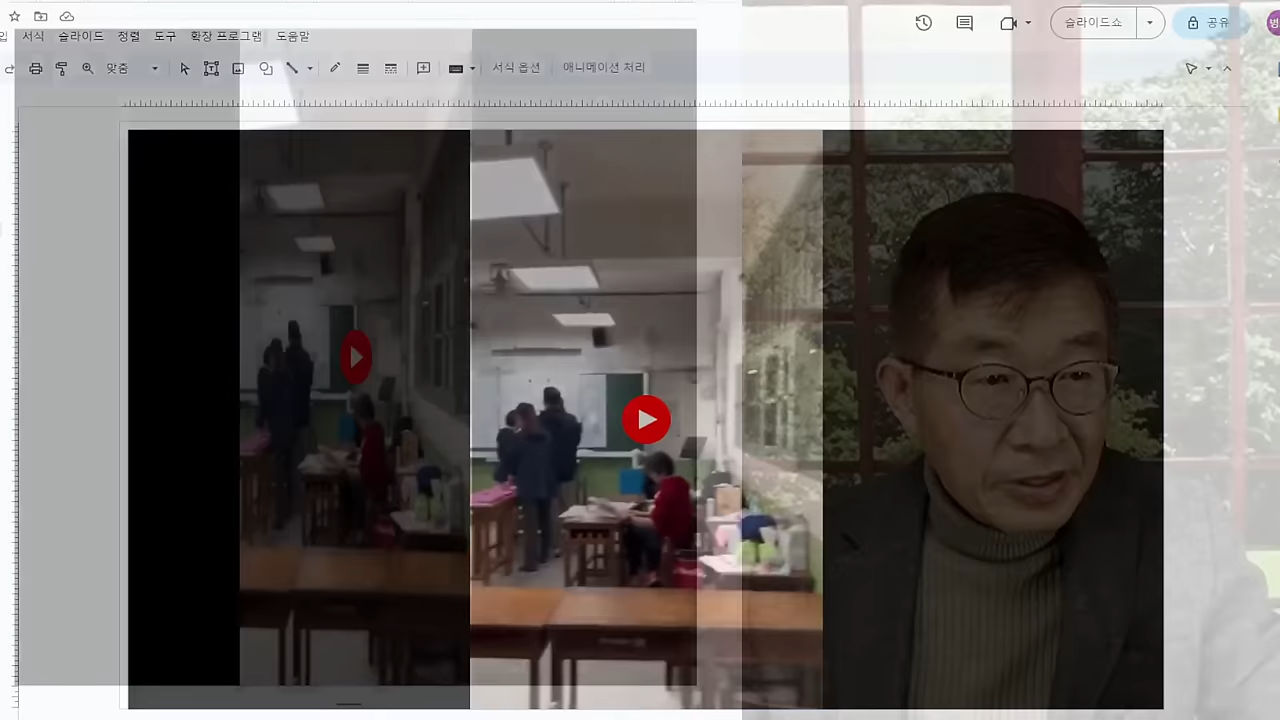 서식 슬라이드 정렬 도구 확장 프로그램 도움말
슬라이드쇼 공유
맞춤 서식 옵션 애니메이션 처리